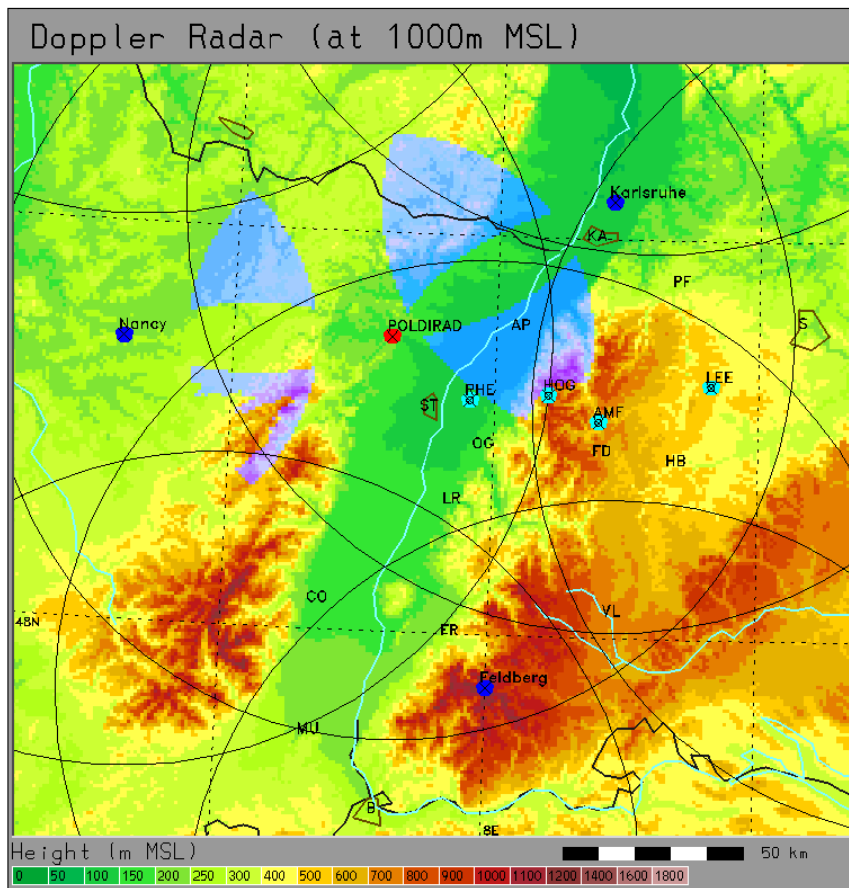 Doppler Radar (at 1000m MSL)
Karlsruhe
KA
PF
Nancy
POLDIRAD
AP
S
RHE
HOG
LEE
ST
AMF
OG
FD
HB
LR
CO
VL
48N
FR
Feldberg
MU
B
8E
Height (m MSL)
50 km
0 50 100 150 200 250 300 400 500 600 700 800 900 1000 1100 1200 1400 1600 1800